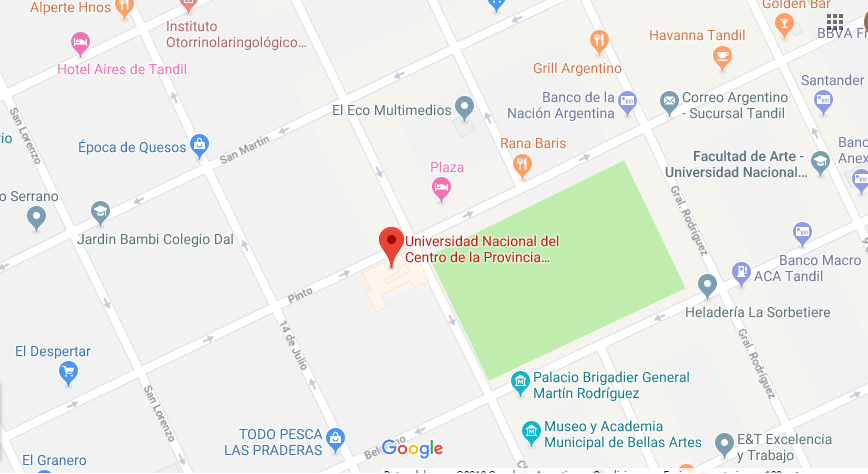 Alperte Hnos
Instituto
Otorrinolaringológico...
Hotel Aires de Tandil
Golden Bar
Havanna Tandil
Grill Argentino
Santander
El Eco Multimedios
Banco de la
Nación Argentina
Correo Argentino
- Sucursal Tandil
San Lorenzo
Época de Quesos
San Martín
Rana Baris
Plaza
Facultad de Arte -
Universidad Nacional...
Banco
Serrano
Jardin Bambi Colegio Dal
Gral. Rodríguez
Universidad Nacional del
Centro de la Provincia...
Banco Macro
ACA Tandil
Pinto
Heladería La Sorbetiere
14 de Julio
El Despertar
Gral. Rodríguez
San Lorenzo
Palacio Brigadier General
Martín Rodríguez
TODO PESCA
LAS PRADERAS
Google
Museo y Academia
Municipal de Bellas Artes
E&T Excelencia
y Trabajo
El Granero